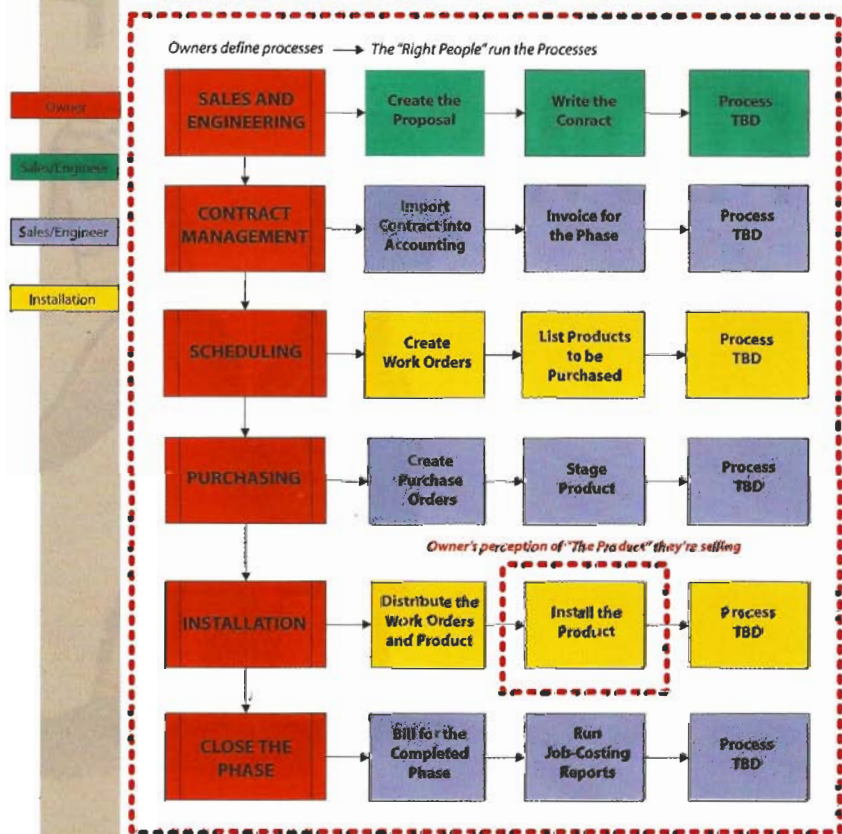 Owners define processes → The "Right People" run the Processes
Owner
Sales/Engineer
Sales/Engineer
Installation
SALES AND
ENGINEERING
Create the
Proposal
Write the
Conract
Process
TBD
CONTRACT
MANAGEMENT
Import
Contract into
Accounting
Invoice for
the Phase
Process
TBD
SCHEDULING
Create
Work Orders
List Products
to be
Purchased
Process
TBD
PURCHASING
Create
Purchase
Orders
Stage
Product
Process
TBD
Owner's perception of "The Product" they're selling
INSTALLATION
Distribute the
Work Orders
and Product
Install the
Product
Process
TBD
CLOSE THE
PHASE
Bill for the
Completed
Phase
Run
Job-Costing
Reports
Process
TBD